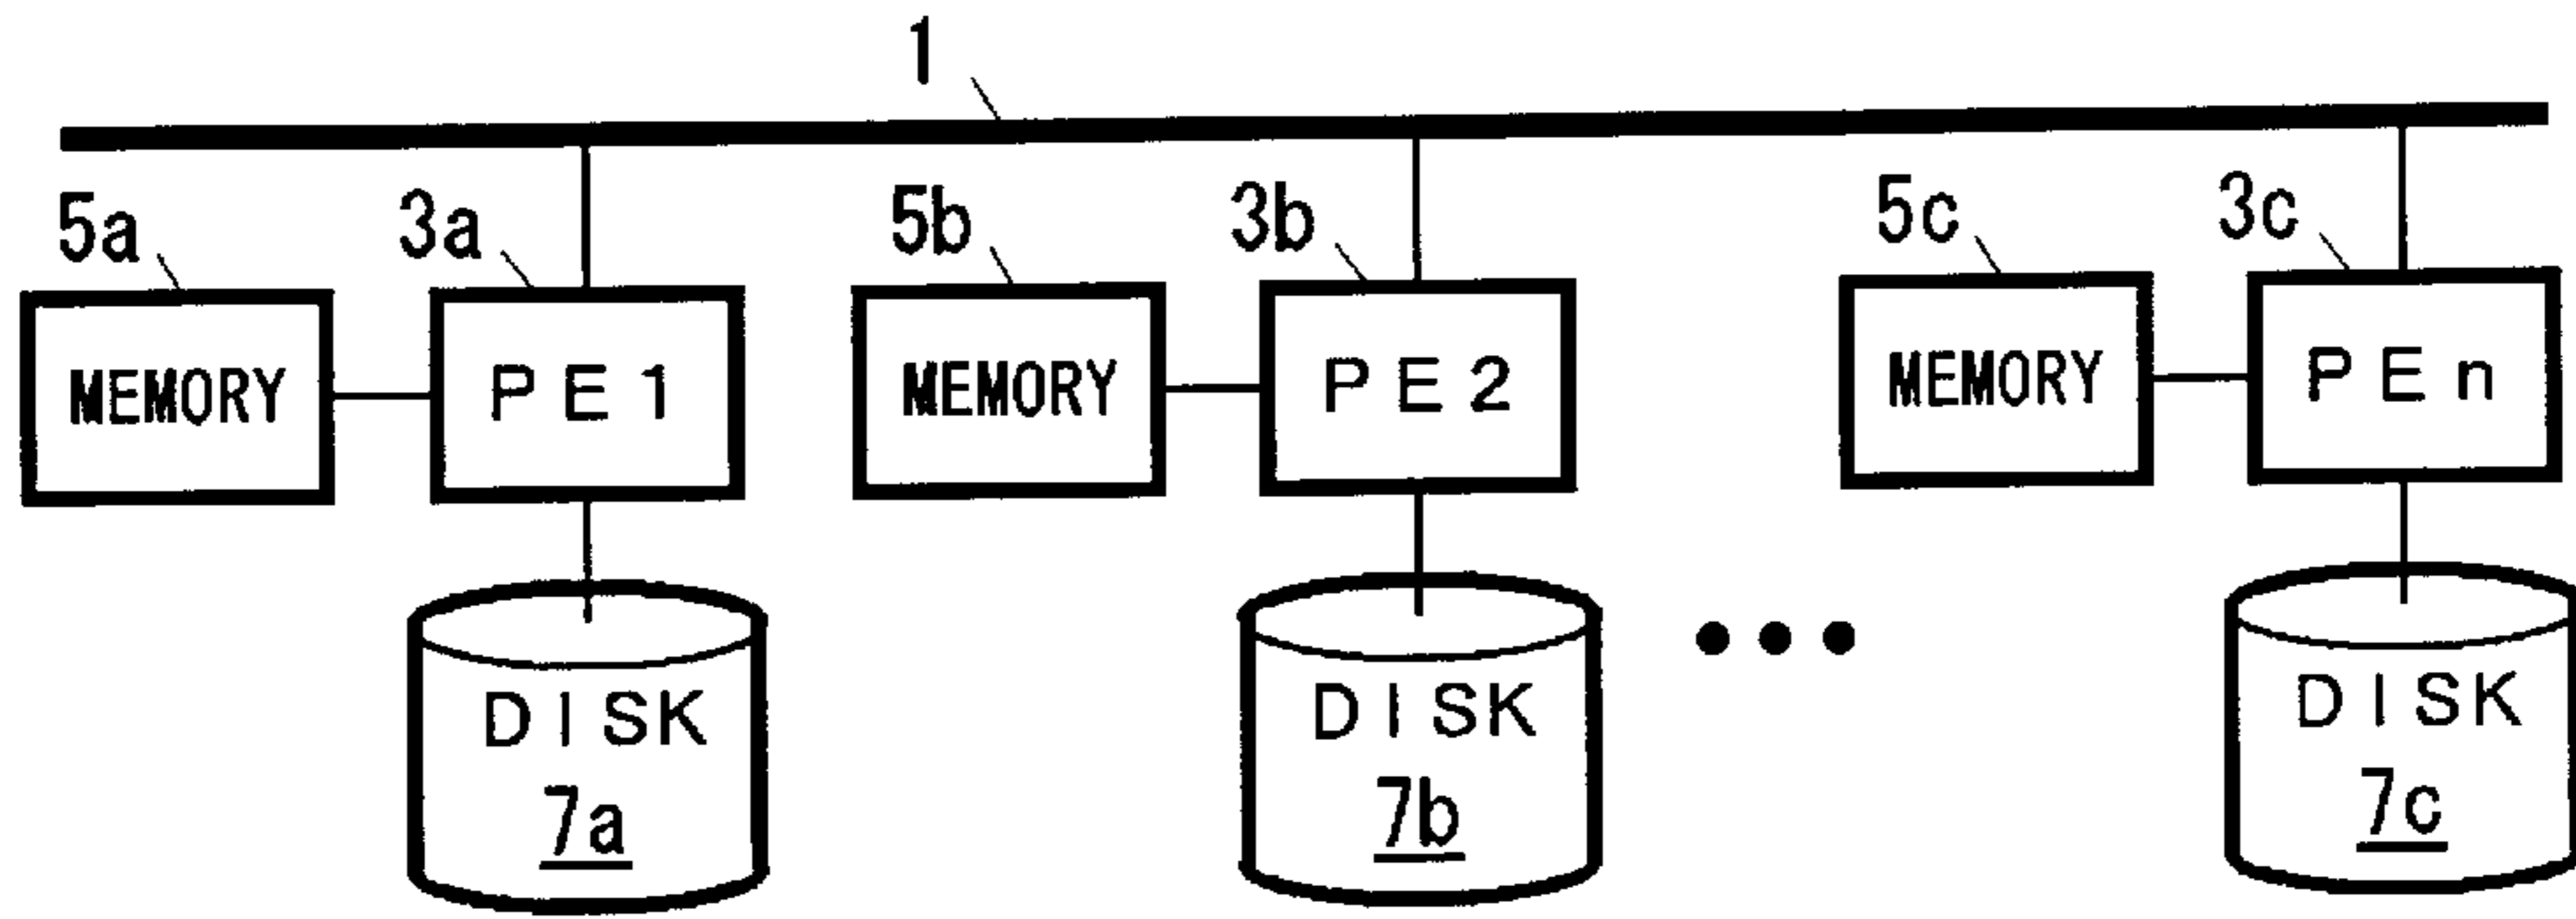 1
5a 3a 5b 3b 5c 3c
MEMORY PE1 MEMORY PE2 MEMORY PEn
DISK DISK DISK
7a 7b 7c